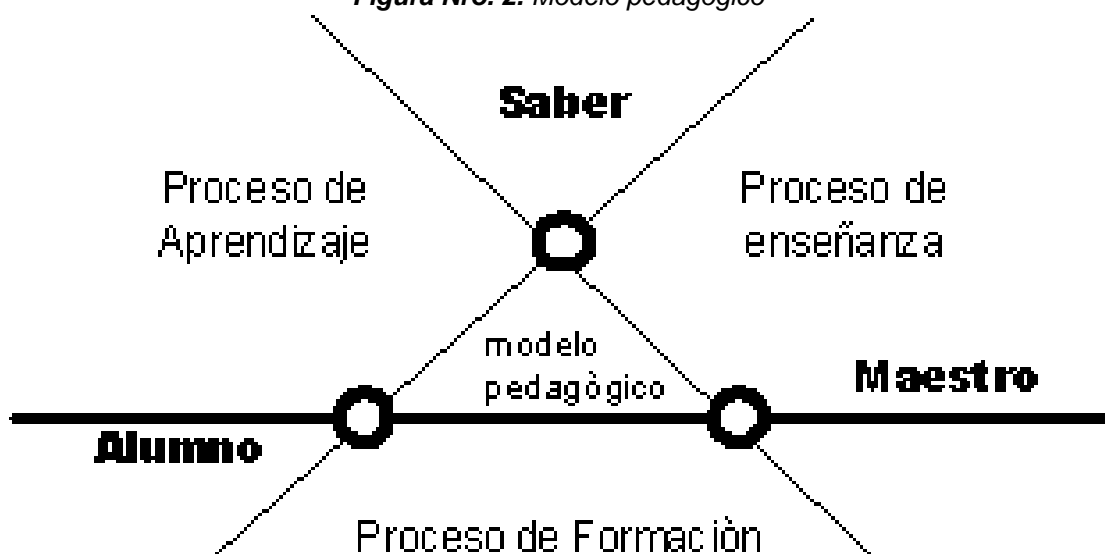 Figura Nro. 2. Modelo pedagógico
Saber
Proceso de
Aprendizaje
Proceso de
enseñanza
modelo
pedagògico
Maestro
Alumno
Proceso de Formaciòn